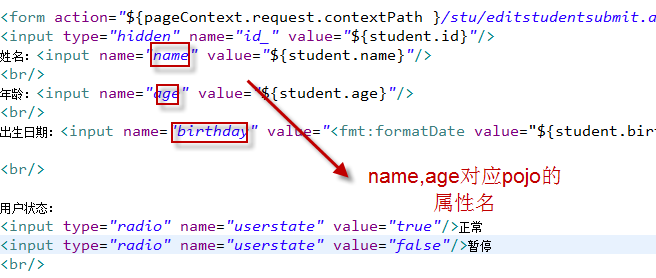 <form action="${pageContext.request.contextPath }/stu/editstudentsubmit.a
<input type="hidden" name="id_" value="${student.id}"/>
姓名：<input name="name" value="${student.name}"/>
<br/>
年龄：<input name="age" value="${student.age}"/>
<br/>
出生日期：<input name="birthday" value="<fmt:formatDate value="${student.birt
<br/>
name,age对应pojo的
属性名
用户状态：
<input type="radio" name="userstate" value="true"/>正常
<input type="radio" name="userstate" value="false"/>暂停
<br/>